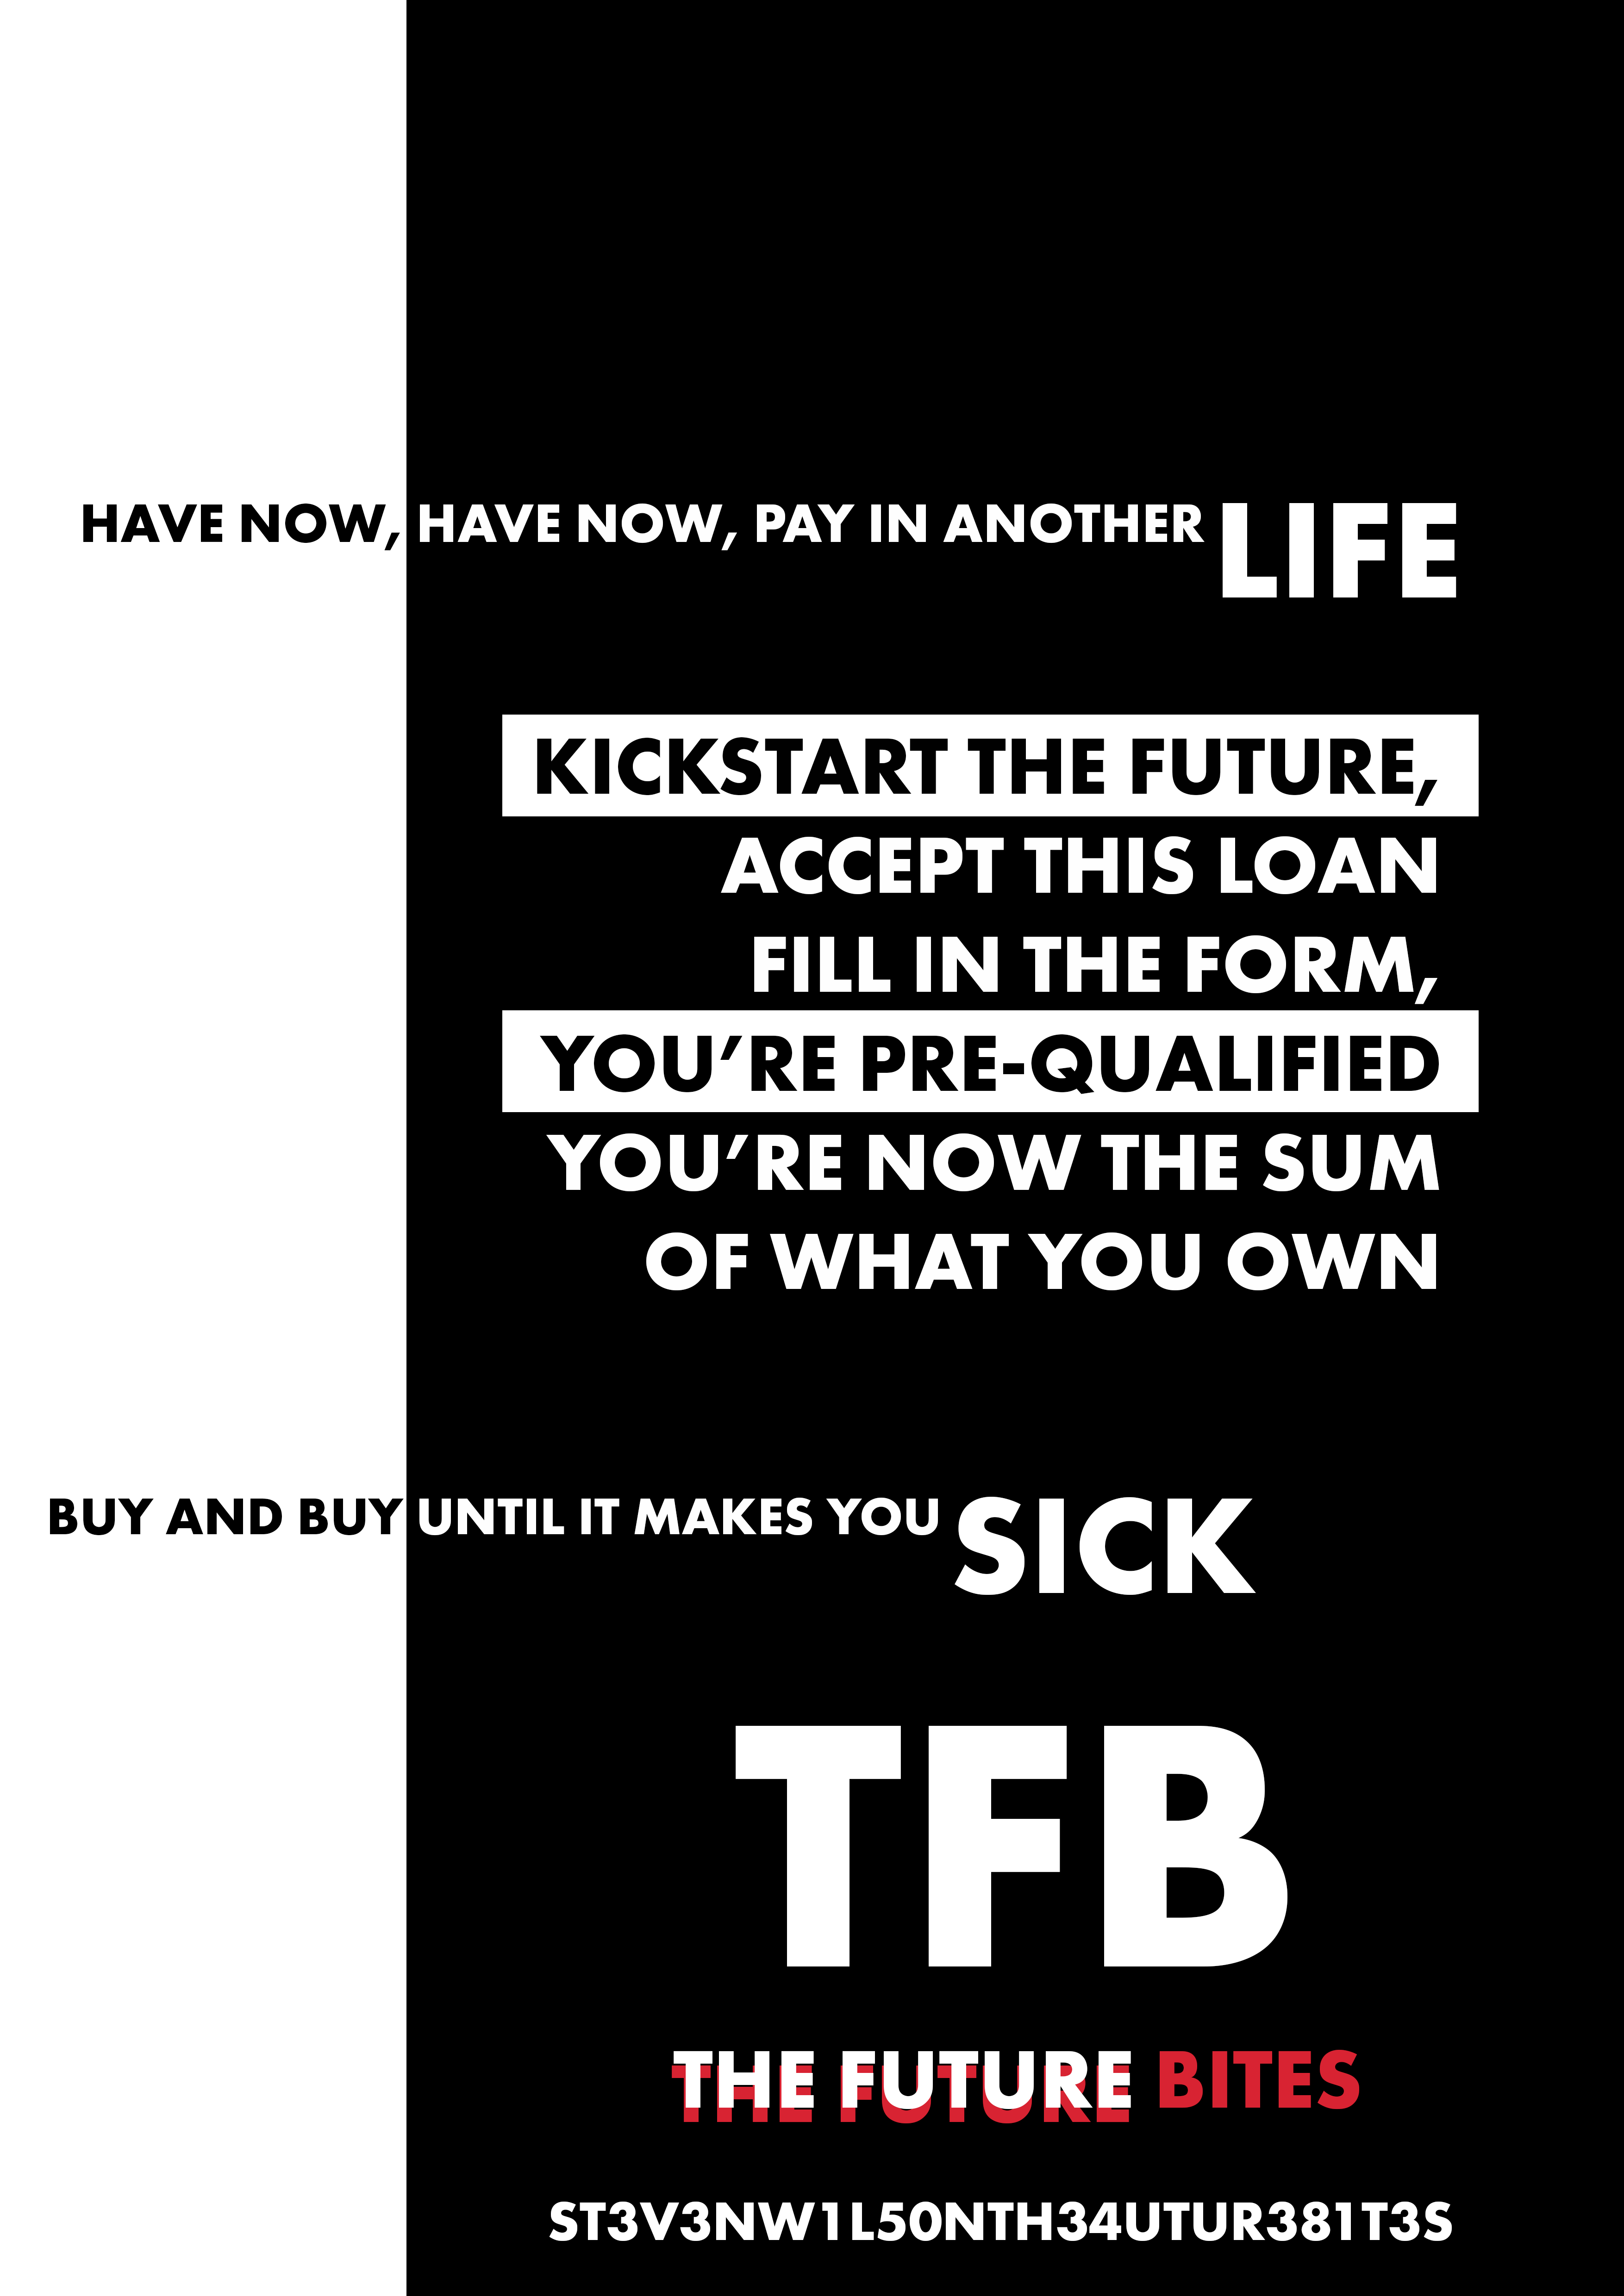 HAVE NOW, HAVE NOW, PAY IN ANOTHER LIFE
KICKSTART THE FUTURE,
ACCEPT THIS LOAN
FILL IN THE FORM,
YOU’RE PRE-QUALIFIED
YOU’RE NOW THE SUM
OF WHAT YOU OWN
BUY AND BUY UNTIL IT MAKES YOU SICK
TFB
THE FUTURE BITES
ST3V3NW1L50NTH34UTUR381T3S